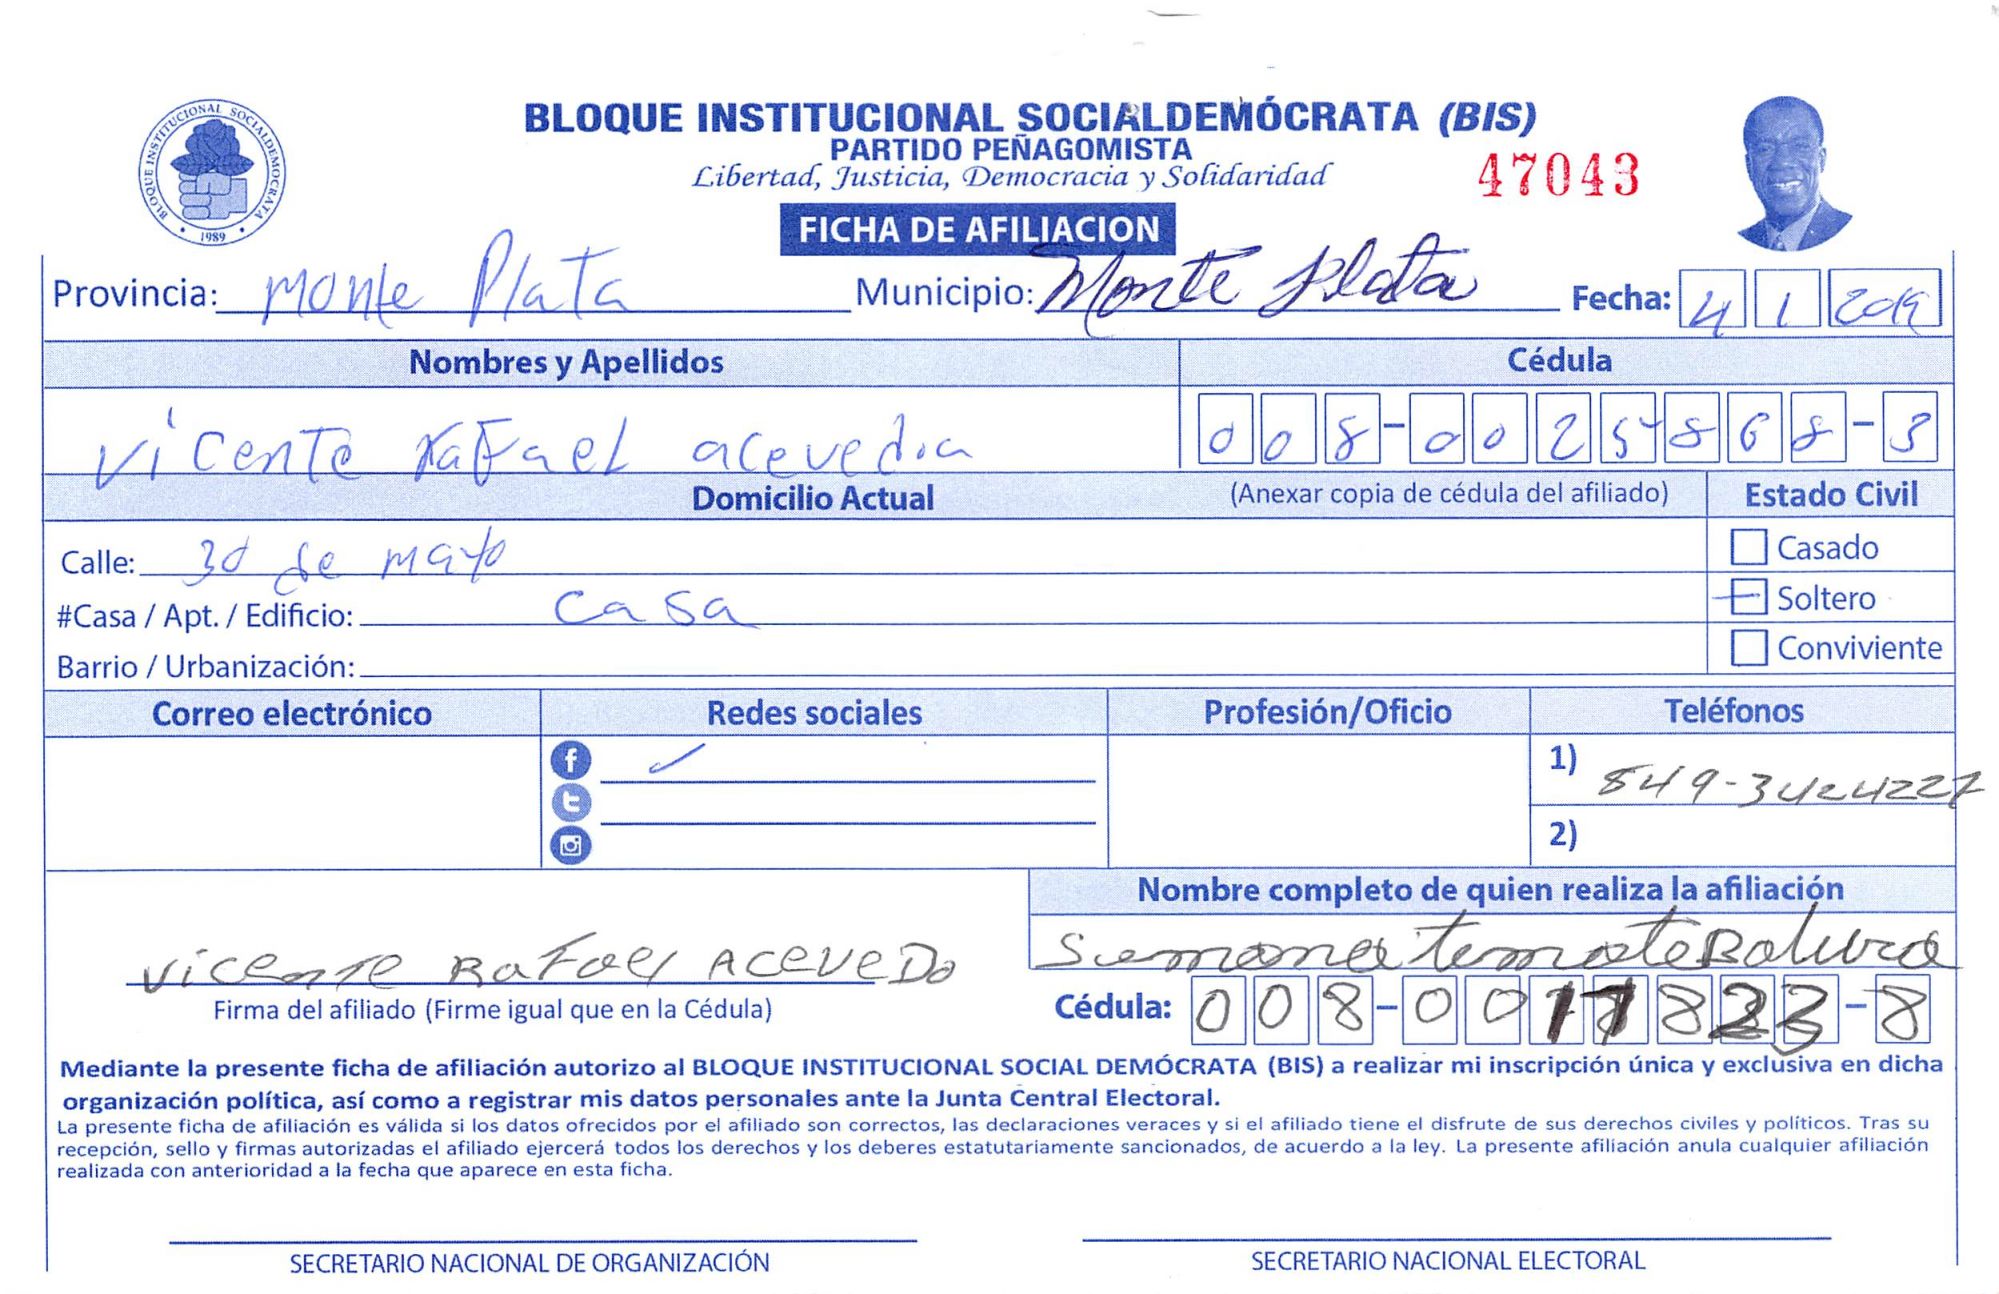 BLOQUE INSTITUCIONAL SOCIALDEMOCRATA
1989
BLOQUE INSTITUCIONAL SOCIALDEMÓCRATA (BIS)
PARTIDO PEÑAGOMISTA
Libertad, Justicia, Democracia y Solidaridad
47043
FICHA DE AFILIACION
Provincia: Monte Plata Municipio: Monte Plata Fecha: 4 1 2019
Nombres y Apellidos Cédula
Vicente Rafael acevedo 008-0025868-3
Domicilio Actual (Anexar copia de cédula del afiliado) Estado Civil
Calle: 30 de mayo Casado
#Casa / Apt. / Edificio: casa Soltero
Barrio / Urbanización: Conviviente
Correo electrónico Redes sociales Profesión/Oficio Teléfonos
1) 849-3424227
2)
Nombre completo de quien realiza la afiliación
Vicente Rafael Acevedo
Firma del afiliado (Firme igual que en la Cédula) Cédula: 008-0017823-8
Mediante la presente ficha de afiliación autorizo al BLOQUE INSTITUCIONAL SOCIAL DEMÓCRATA (BIS) a realizar mi inscripción única y exclusiva en dicha
organización política, así como a registrar mis datos personales ante la Junta Central Electoral.
La presente ficha de afiliación es válida si los datos ofrecidos por el afiliado son correctos, las declaraciones veraces y si el afiliado tiene el disfrute de sus derechos civiles y políticos. Tras su
recepción, sello y firmas autorizadas el afiliado ejercerá todos los derechos y los deberes estatutariamente sancionados, de acuerdo a la ley. La presente afiliación anula cualquier afiliación
realizada con anterioridad a la fecha que aparece en esta ficha.
SECRETARIO NACIONAL DE ORGANIZACIÓN SECRETARIO NACIONAL ELECTORAL